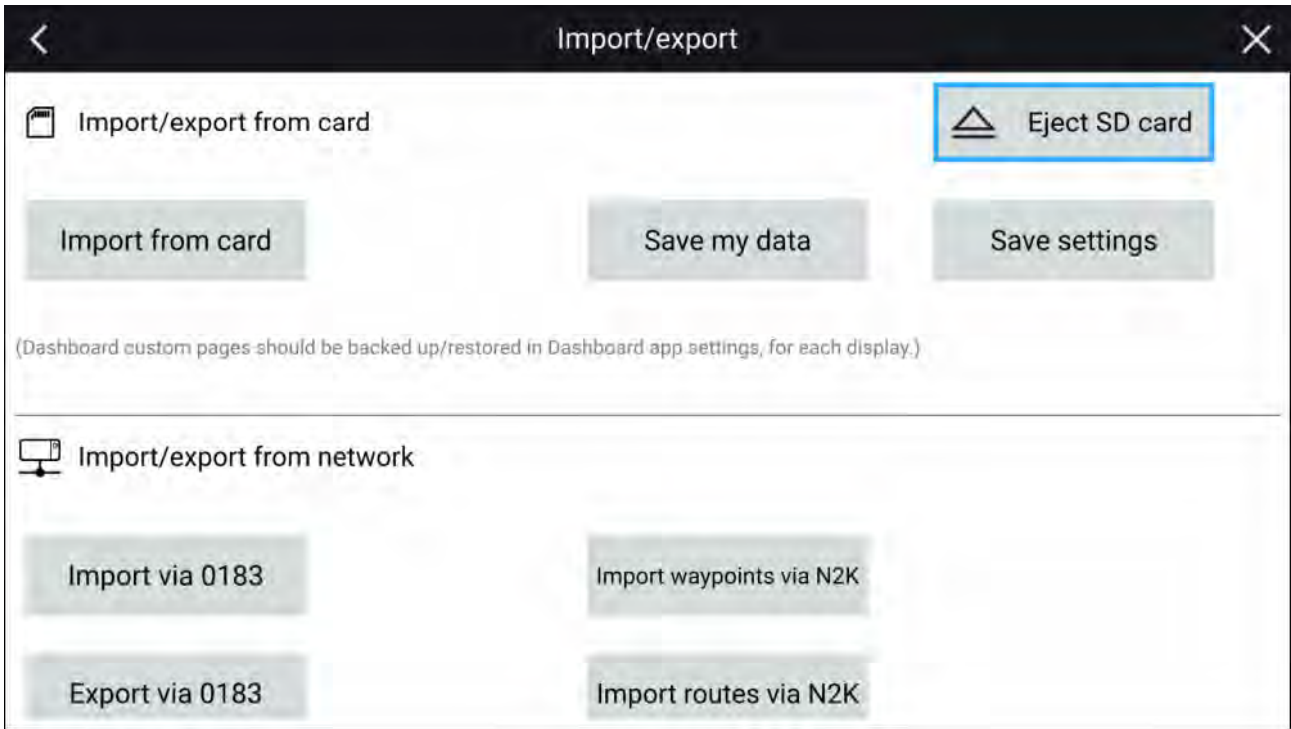 Import/export
Import/export from card
Eject SD card
Import from card
Save my data
Save settings
(Dashboard custom pages should be backed up/restored in Dashboard app settings, for each display.)
Import/export from network
Import via 0183
Import waypoints via N2K
Export via 0183
Import routes via N2K